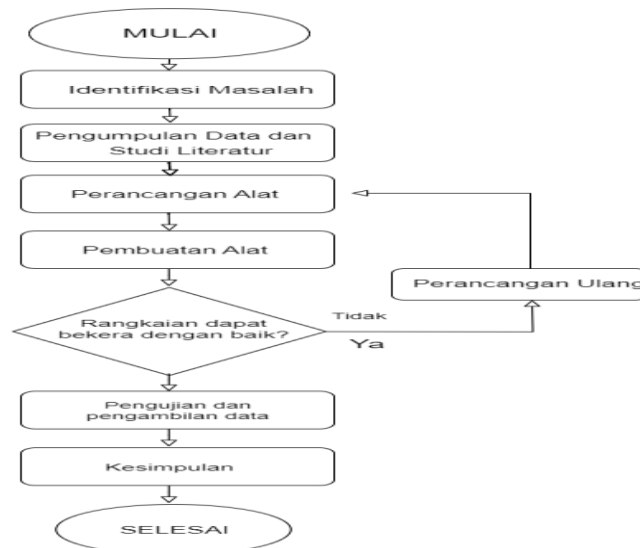 MULAI
Identifikasi Masalah
Pengumpulan Data dan
Studi Literatur
Perancangan Alat
Pembuatan Alat
Perancangan Ulang
Rangkaian dapat
bekera dengan baik?
Tidak
Ya
Pengujian dan
pengambilan data
Kesimpulan
SELESAI